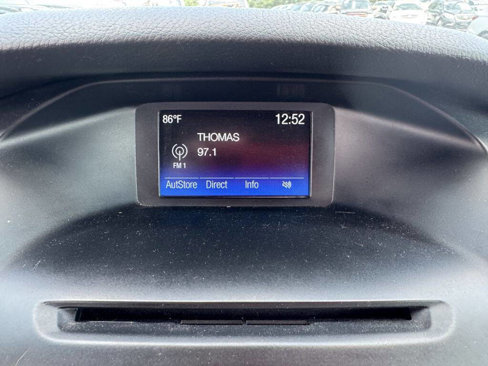 86°F 12:52
THOMAS
97.1
FM 1
AutStore Direct Info